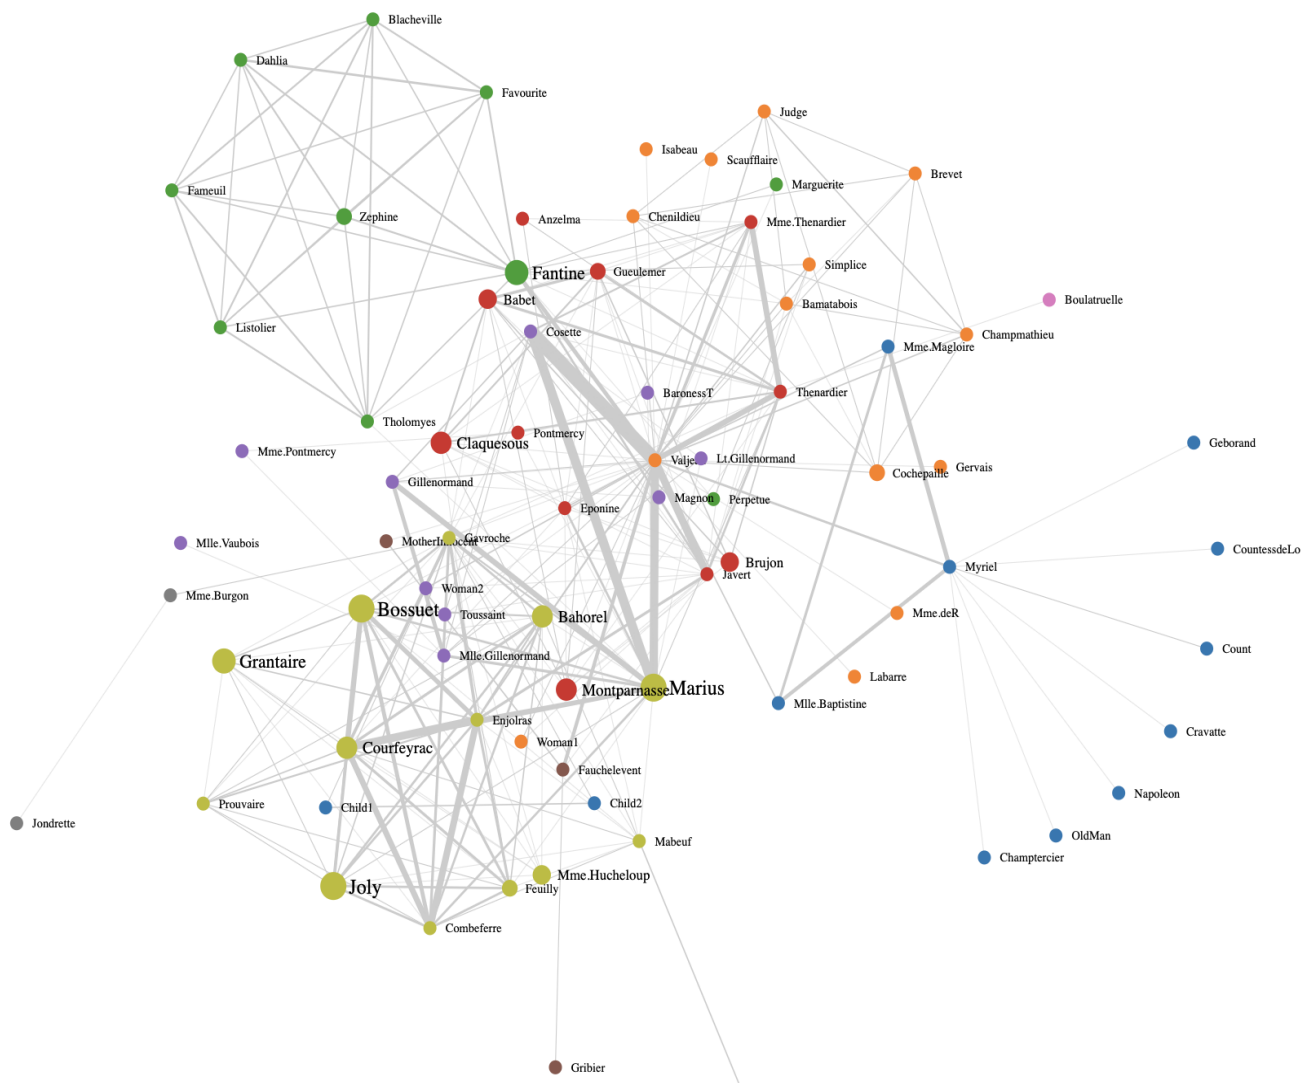 Blacheville
Dahlia
Favourite
Judge
Isabeau
Scaufflaire
Brevet
Marguerite
Fameuil
Zephine
Chenildieu
Anzelma
Mme.Thenardier
Simplice
Fantine
Gueulemer
Babet
Boulatruelle
Bamatabois
Listolier
Cosette
Champmathieu
Mme.Magloire
BaronessT
Thenardier
Tholomyes
Pontmercy
Claquesous
Geborand
Mme.Pontmercy
Valje
Lt.Gillenormand
Gervais
Cochepaille
Gillenormand
Magnon
Perpetue
Eponine
Gavroche
MotherInnocent
Mlle.Vaubois
CountessdeLo
Brujon
Myriel
Javert
Woman2
Mme.Burgon
Bossuet
Toussaint
Bahorel
Mme.deR
Count
Mlle.Gillenormand
Grantaire
Labarre
Montparnasse
Marius
Mlle.Baptistine
Enjolras
Cravatte
Woman1
Courfeyrac
Fauchelevent
Napoleon
Prouvaire
Child1
Child2
Jondrette
OldMan
Mabeuf
Champtercier
Mme.Hucheloup
Joly
Feuilly
Combeferre
Gribier